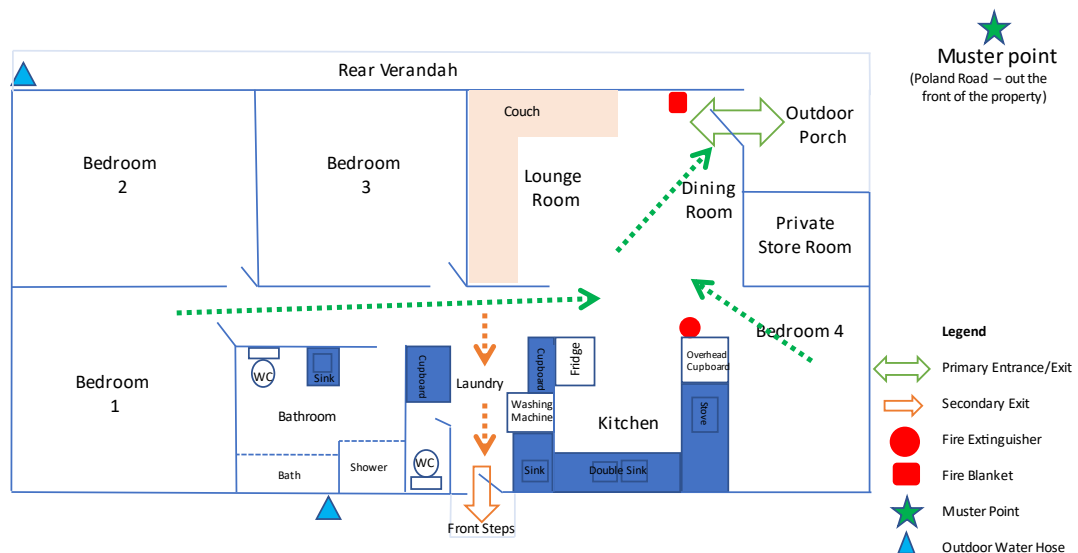 Muster point
(Poland Road – out the
front of the property)
Rear Verandah
Couch
Outdoor
Porch
Bedroom
2
Bedroom
3
Lounge
Room
Dining
Room
Private
Store Room
Bedroom 4
Legend
Primary Entrance/Exit
Secondary Exit
Fire Extinguisher
Fire Blanket
Muster Point
Outdoor Water Hose
Bedroom
1
WC
Sink
Bathroom
Bath
Shower
Cupboard
WC
Laundry
Cupboard
Fridge
Washing
Machine
Kitchen
Overhead
Cupboard
Stove
Sink
Double Sink
Front Steps